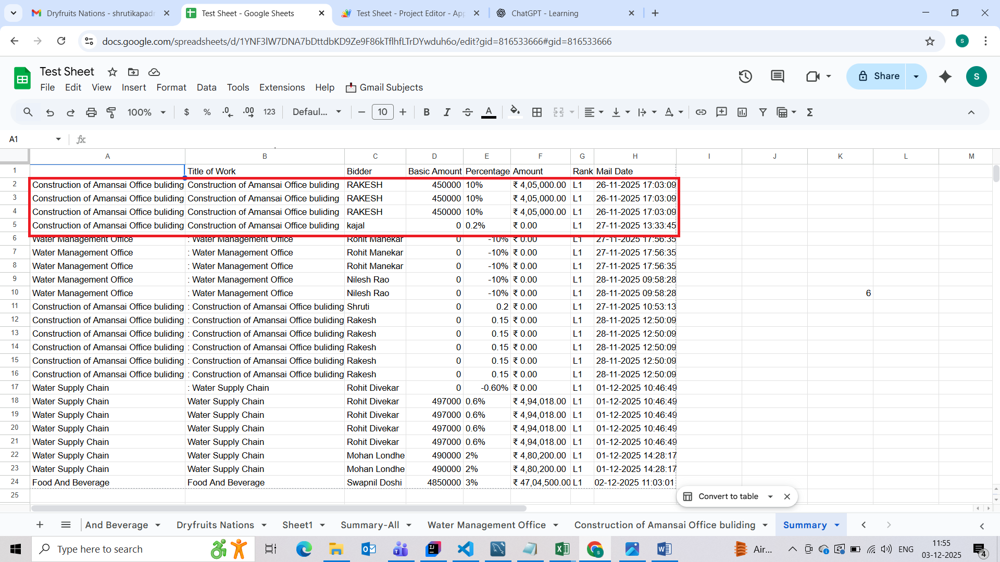 Dryfruits Nations - shrutikapadr
Test Sheet - Google Sheets
Test Sheet - Project Editor - App
ChatGPT - Learning
docs.google.com/spreadsheets/d/1YNF3lW7DNA7bDttdbKD9Ze9F86kTflhfLTrDYwduh6o/edit?gid=816533666#gid=816533666
S
Test Sheet
File Edit View Insert Format Data Tools Extensions Help Gmail Subjects
Share
S
100% $ % .0 .00 123 Defaul... 10 B I S A
A1 fx
A B C D E F G H I J K L M
1 Title of Work Bidder Basic Amount Percentage Amount Rank Mail Date
2 Construction of Amansai Office buliding Construction of Amansai Office buliding RAKESH 450000 10% ₹ 4,05,000.00 L1 26-11-2025 17:03:09
3 Construction of Amansai Office buliding Construction of Amansai Office buliding RAKESH 450000 10% ₹ 4,05,000.00 L1 26-11-2025 17:03:09
4 Construction of Amansai Office buliding Construction of Amansai Office buliding RAKESH 450000 10% ₹ 4,05,000.00 L1 26-11-2025 17:03:09
5 Construction of Amansai Office buliding Construction of Amansai Office buliding kajal 0 0.2% ₹ 0.00 L1 27-11-2025 13:33:45
6 Water Management Office : Water Management Office Rohit Manekar 0 -10% ₹ 0.00 L1 27-11-2025 17:56:35
7 Water Management Office : Water Management Office Rohit Manekar 0 -10% ₹ 0.00 L1 27-11-2025 17:56:35
8 Water Management Office : Water Management Office Rohit Manekar 0 -10% ₹ 0.00 L1 27-11-2025 17:56:35
9 Water Management Office : Water Management Office Nilesh Rao 0 -10% ₹ 0.00 L1 28-11-2025 09:58:28
10 Water Management Office : Water Management Office Nilesh Rao 0 -10% ₹ 0.00 L1 28-11-2025 09:58:28 6
11 Construction of Amansai Office buliding : Construction of Amansai Office buliding Shruti 0 0.2 ₹ 0.00 L1 27-11-2025 10:53:13
12 Construction of Amansai Office buliding : Construction of Amansai Office buliding Rakesh 0 0.15 ₹ 0.00 L1 28-11-2025 12:50:09
13 Construction of Amansai Office buliding : Construction of Amansai Office buliding Rakesh 0 0.15 ₹ 0.00 L1 28-11-2025 12:50:09
14 Construction of Amansai Office buliding : Construction of Amansai Office buliding Rakesh 0 0.15 ₹ 0.00 L1 28-11-2025 12:50:09
15 Construction of Amansai Office buliding : Construction of Amansai Office buliding Rakesh 0 0.15 ₹ 0.00 L1 28-11-2025 12:50:09
16 Construction of Amansai Office buliding : Construction of Amansai Office buliding Rakesh 0 0.15 ₹ 0.00 L1 28-11-2025 12:50:09
17 Water Supply Chain : Water Supply Chain Rohit Divekar 0 -0.60% ₹ 0.00 L1 01-12-2025 10:46:49
18 Water Supply Chain Water Supply Chain Rohit Divekar 497000 0.6% ₹ 4,94,018.00 L1 01-12-2025 10:46:49
19 Water Supply Chain Water Supply Chain Rohit Divekar 497000 0.6% ₹ 4,94,018.00 L1 01-12-2025 10:46:49
20 Water Supply Chain Water Supply Chain Rohit Divekar 497000 0.6% ₹ 4,94,018.00 L1 01-12-2025 10:46:49
21 Water Supply Chain Water Supply Chain Rohit Divekar 497000 0.6% ₹ 4,94,018.00 L1 01-12-2025 10:46:49
22 Water Supply Chain Water Supply Chain Mohan Londhe 490000 2% ₹ 4,80,200.00 L1 01-12-2025 14:28:17
23 Water Supply Chain Water Supply Chain Mohan Londhe 490000 2% ₹ 4,80,200.00 L1 01-12-2025 14:28:17
24 Food And Beverage Food And Beverage Swapnil Doshi 4850000 3% ₹ 47,04,500.00 L1 02-12-2025 11:03:01
25
Convert to table
And Beverage Dryfruits Nations Sheet1 Summary-All Water Management Office Construction of Amansai Office buliding Summary
Type here to search
Air... ENG
11:55
03-12-2025
4